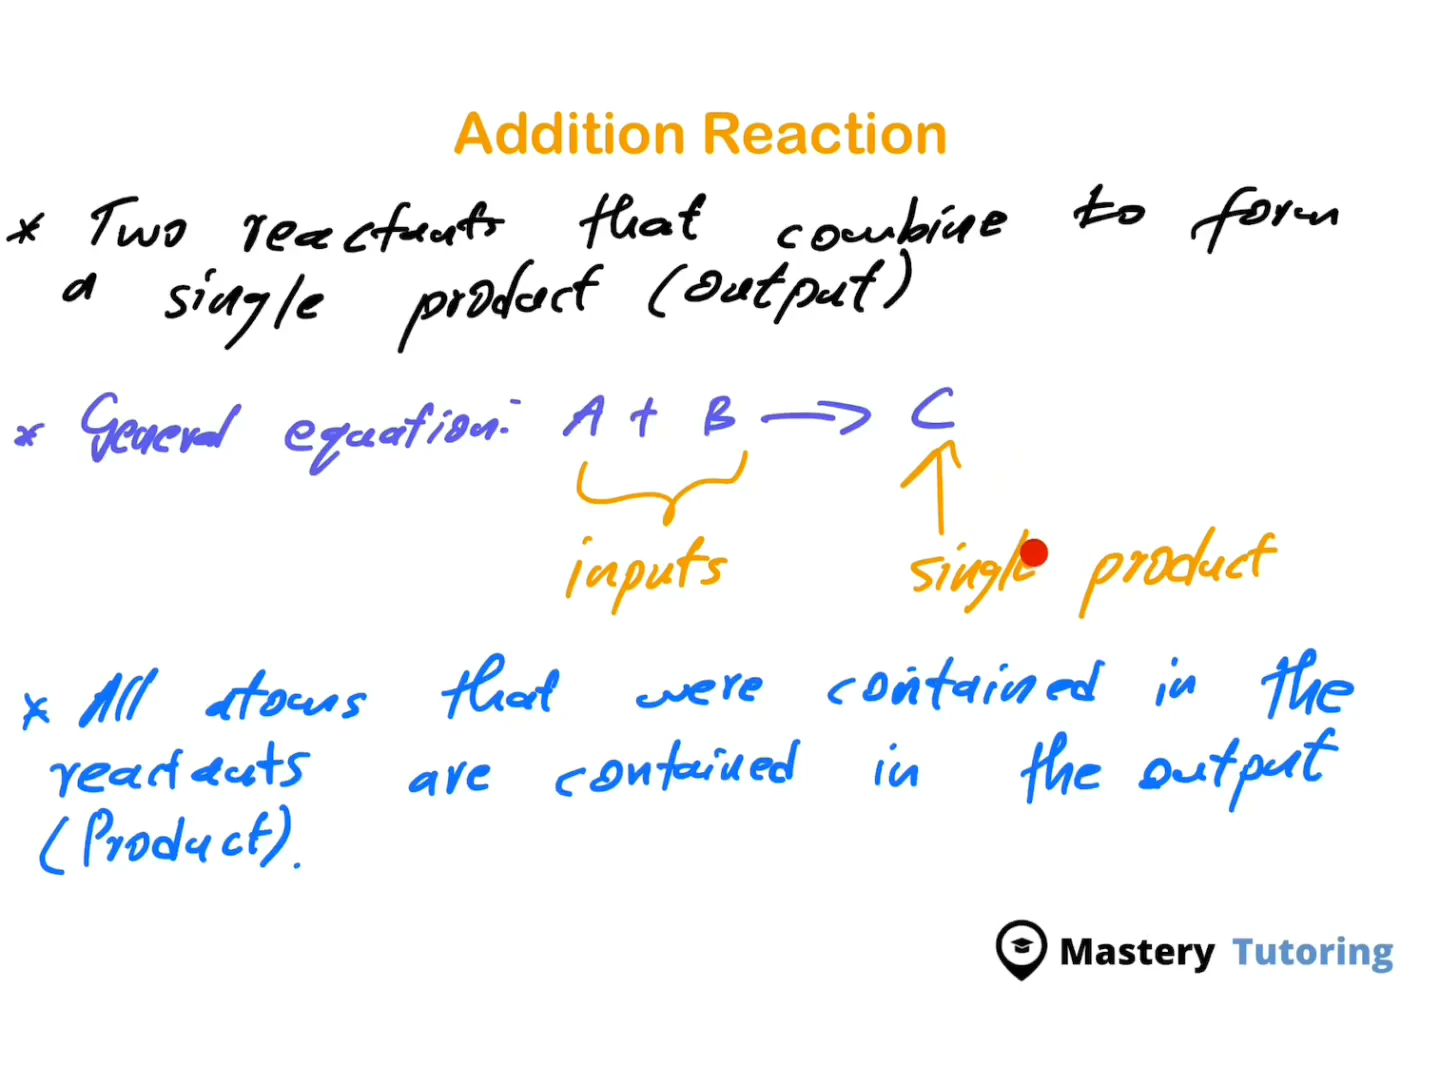 Addition Reaction
* Two reactants that combine to form
a single product (output)
* General equation: A + B → C
inputs single product
* All atoms that were contained in the
reactants are contained in the output
(Product).
Mastery Tutoring